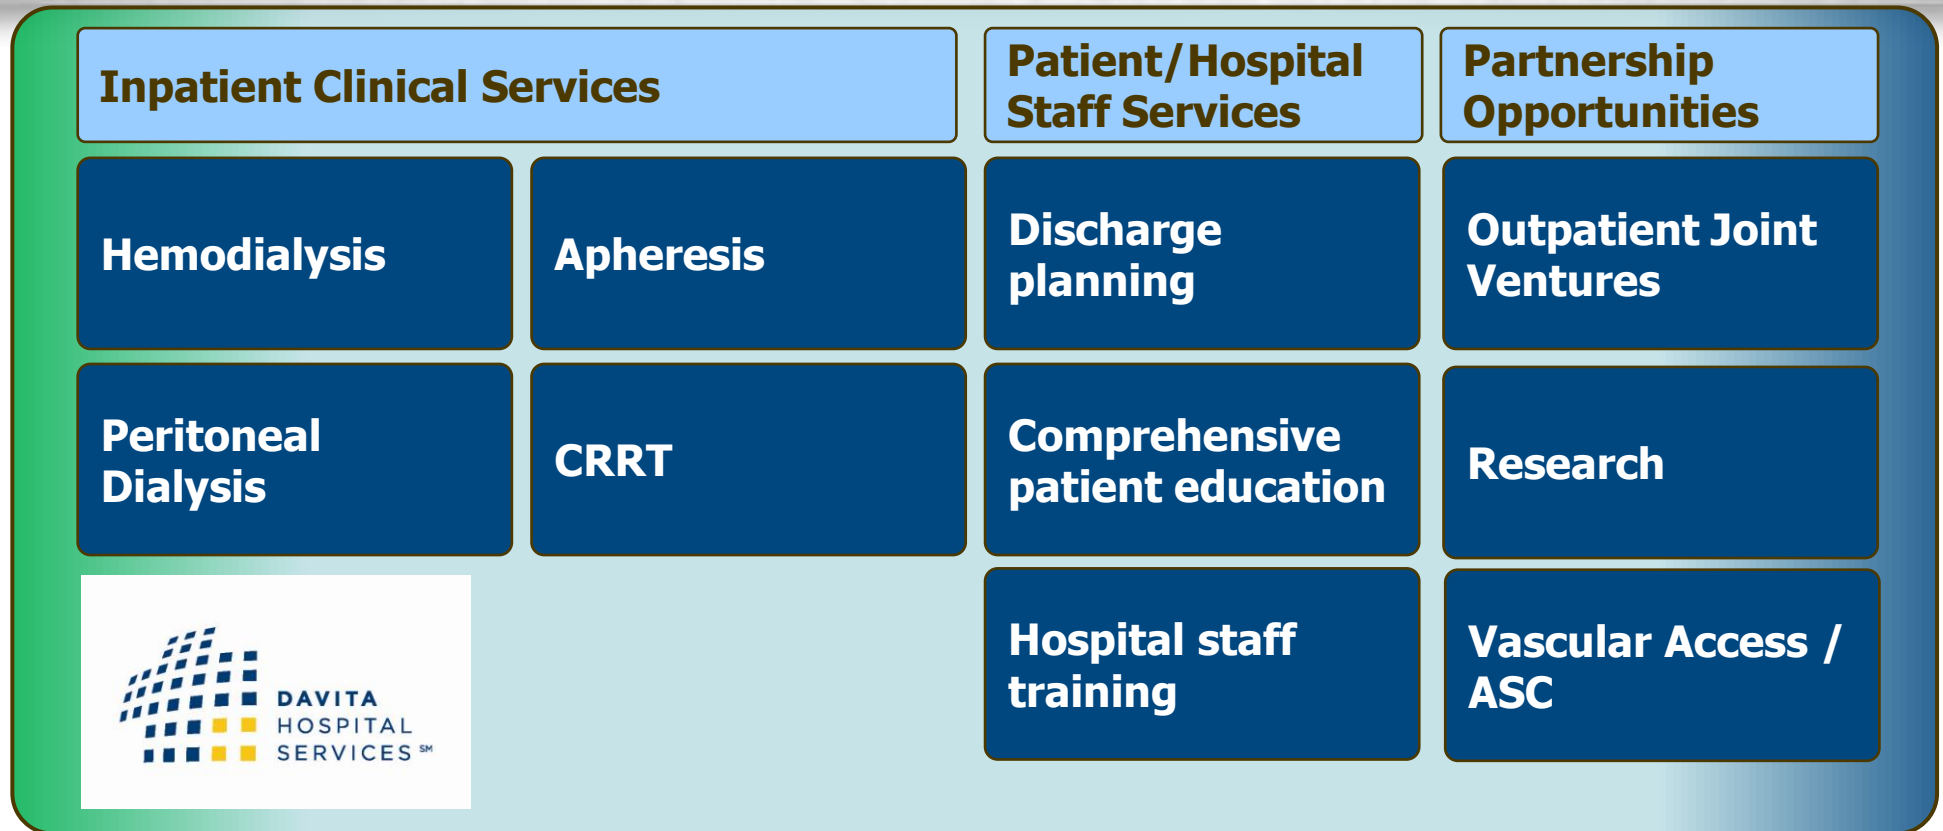 Inpatient Clinical Services
Patient/Hospital
Staff Services
Partnership
Opportunities
Hemodialysis
Apheresis
Discharge
planning
Outpatient Joint
Ventures
Peritoneal
Dialysis
CRRT
Comprehensive
patient education
Research
Hospital staff
training
Vascular Access /
ASC
DAVITA
HOSPITAL
SERVICES SM